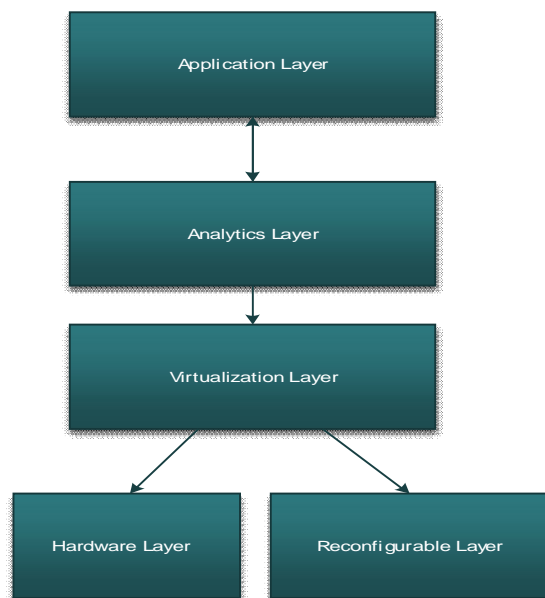 Application Layer
Analytics Layer
Virtualization Layer
Hardware Layer
Reconfigurable Layer